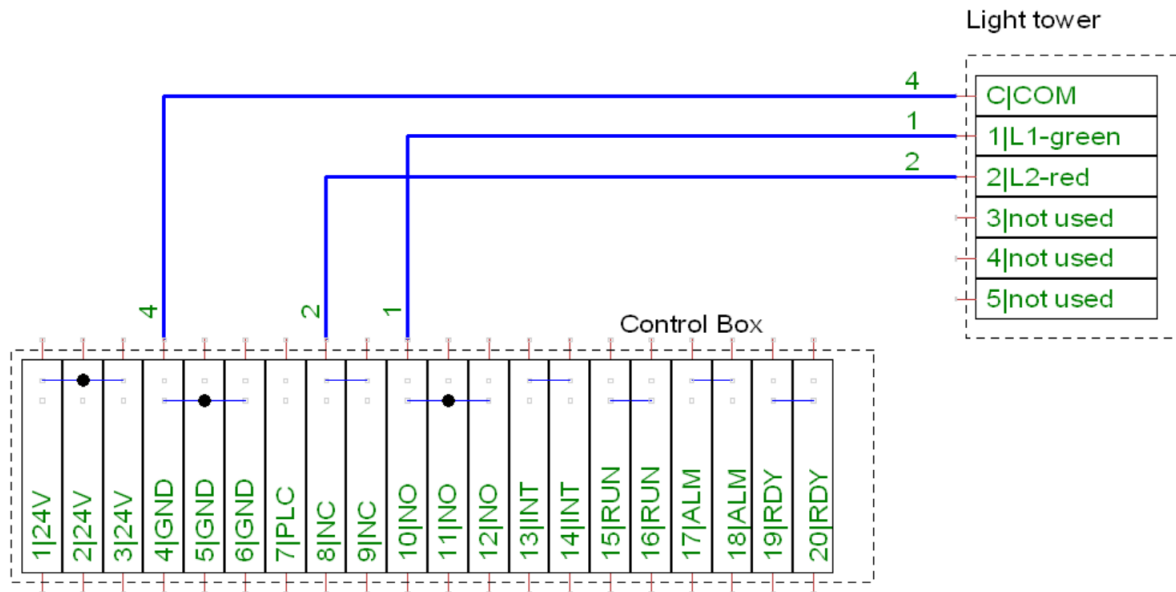 Light tower
4
C|COM
1
1|L1-green
2
2|L2-red
3|not used
4|not used
5|not used
4
2
1
Control Box
1|24V
2|24V
3|24V
4|GND
5|GND
6|GND
7|PLC
8|NC
9|NC
10|NO
11|NO
12|NO
13|INT
14|INT
15|RUN
16|RUN
17|ALM
18|ALM
19|RDY
20|RDY